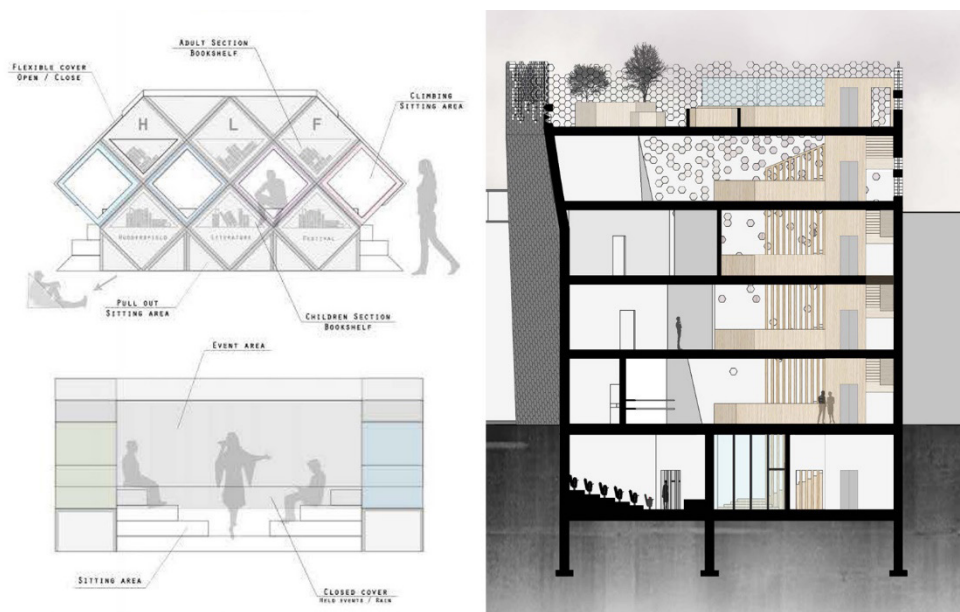 ADULT SECTION
BOOKSHELF
FLEXIBLE COVER
OPEN / CLOSE
CLIMBING
SITTING AREA
H L F
HUDDERSFIELD LITERATURE FESTIVAL
PULL OUT
SITTING AREA
CHILDREN SECTION
BOOKSHELF
EVENT AREA
SITTING AREA
CLOSED COVER
HELD EVENTS / RAIN